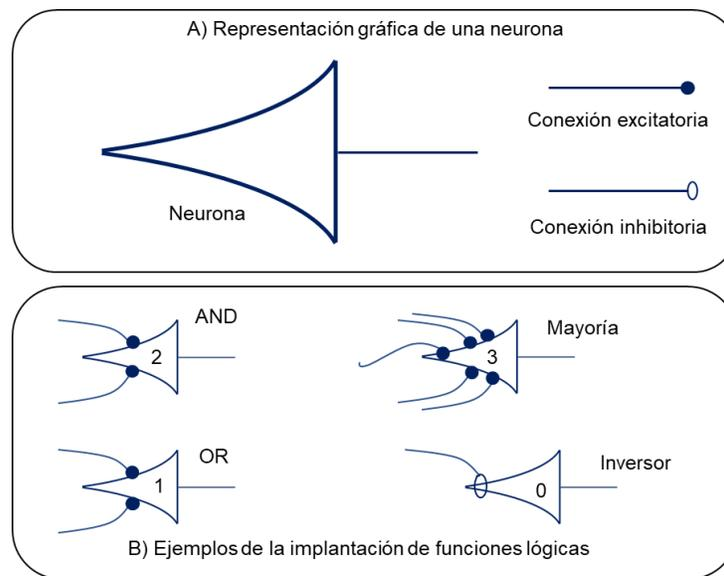 A) Representación gráfica de una neurona
Conexión excitatoria
Neurona
Conexión inhibitoria
AND
2
Mayoría
3
OR
1
Inversor
0
B) Ejemplos de la implantación de funciones lógicas